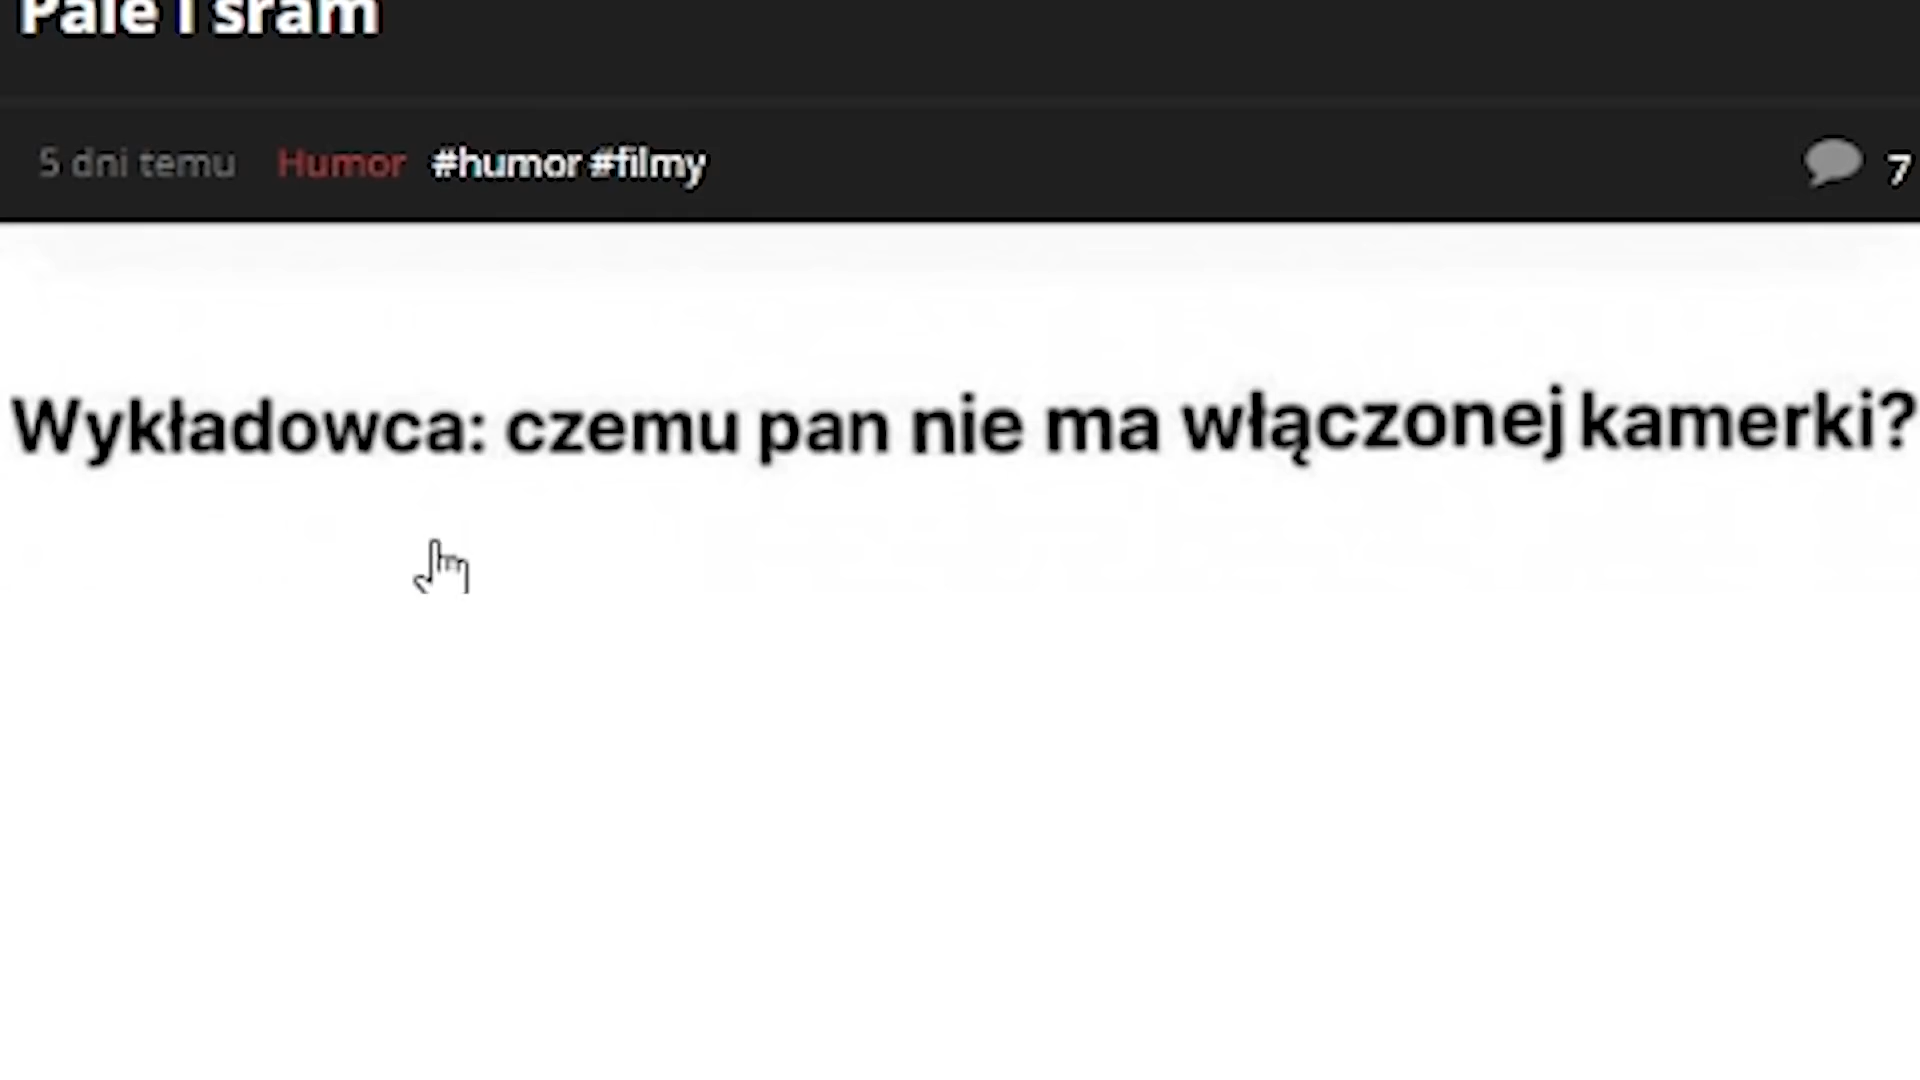 Pale i sram
5 dni temu Humor #humor #filmy 7
Wykładowca: czemu pan nie ma włączonej kamerki?